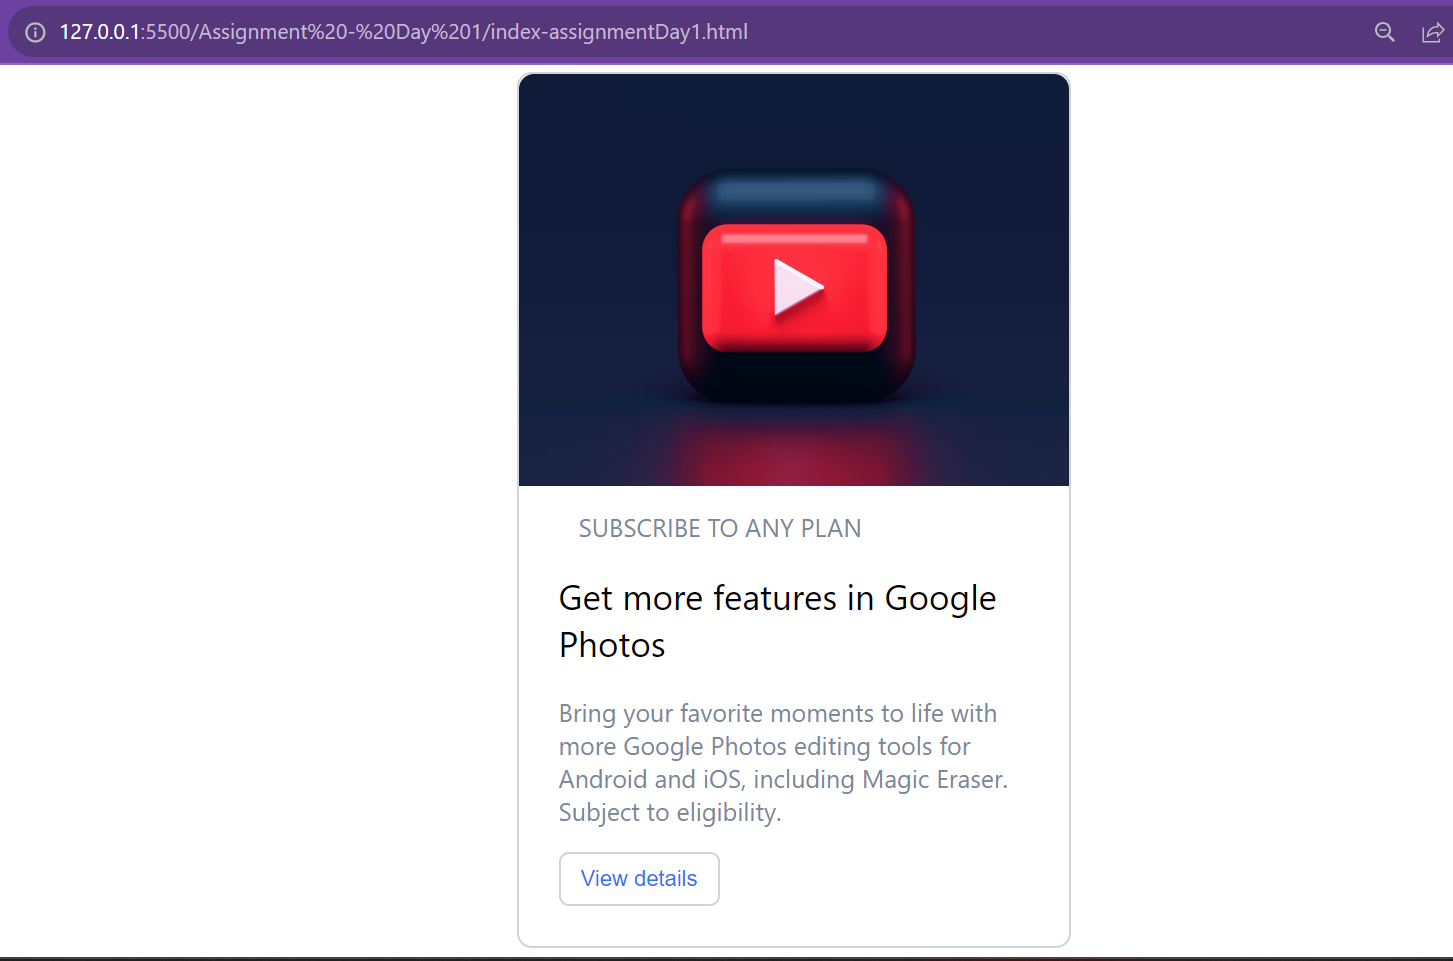 127.0.0.1:5500/Assignment%20-%20Day%201/index-assignmentDay1.html
SUBSCRIBE TO ANY PLAN
Get more features in Google
Photos
Bring your favorite moments to life with
more Google Photos editing tools for
Android and iOS, including Magic Eraser.
Subject to eligibility.
View details